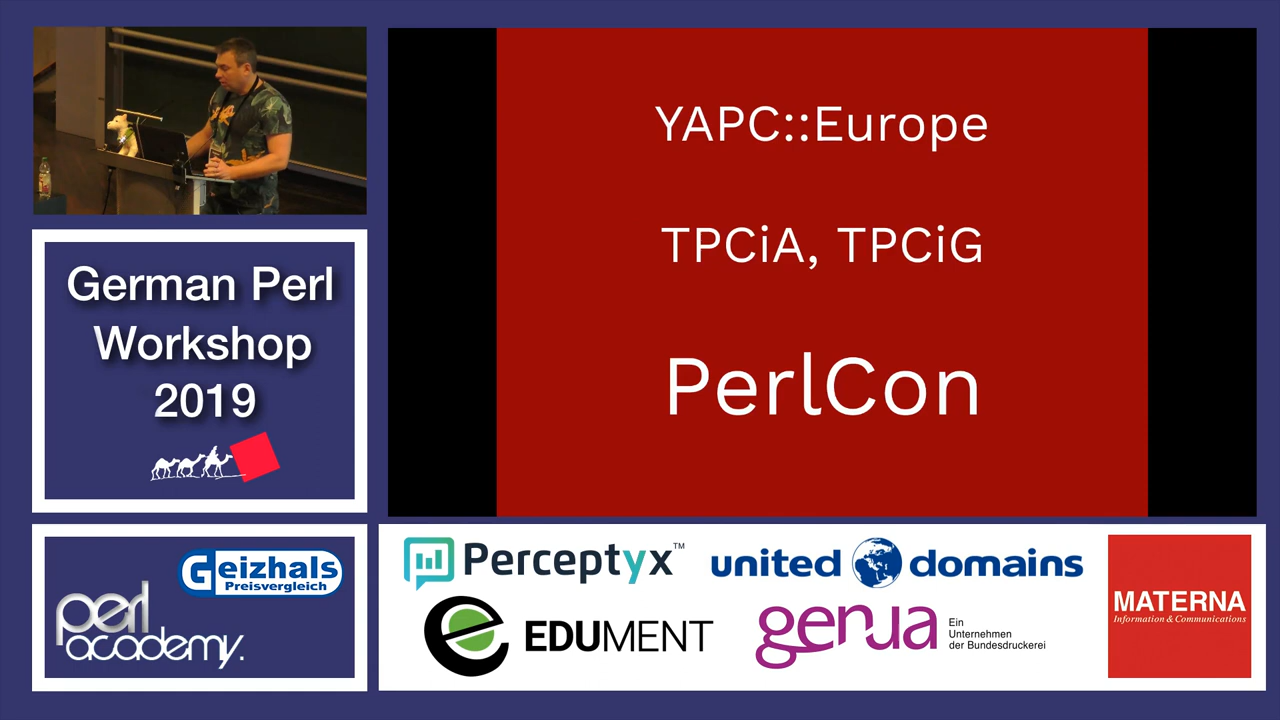 YAPC::Europe
TPCiA, TPCiG
PerlCon
German Perl
Workshop
2019
Geizhals
Preisvergleich
perl
academy.
Perceptyx™
united domains
EDUMENT
genua
Ein
Unternehmen
der Bundesdruckerei
MATERNA
Information & Communications